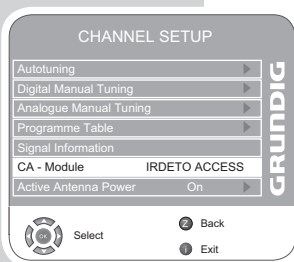 CHANNEL SETUP
Autotuning
Digital Manual Tuning
Analogue Manual Tuning
Programme Table
Signal Information
CA - Module IRDETO ACCESS
Active Antenna Power On
GRUNDIG
OK
Select
Z Back
i Exit